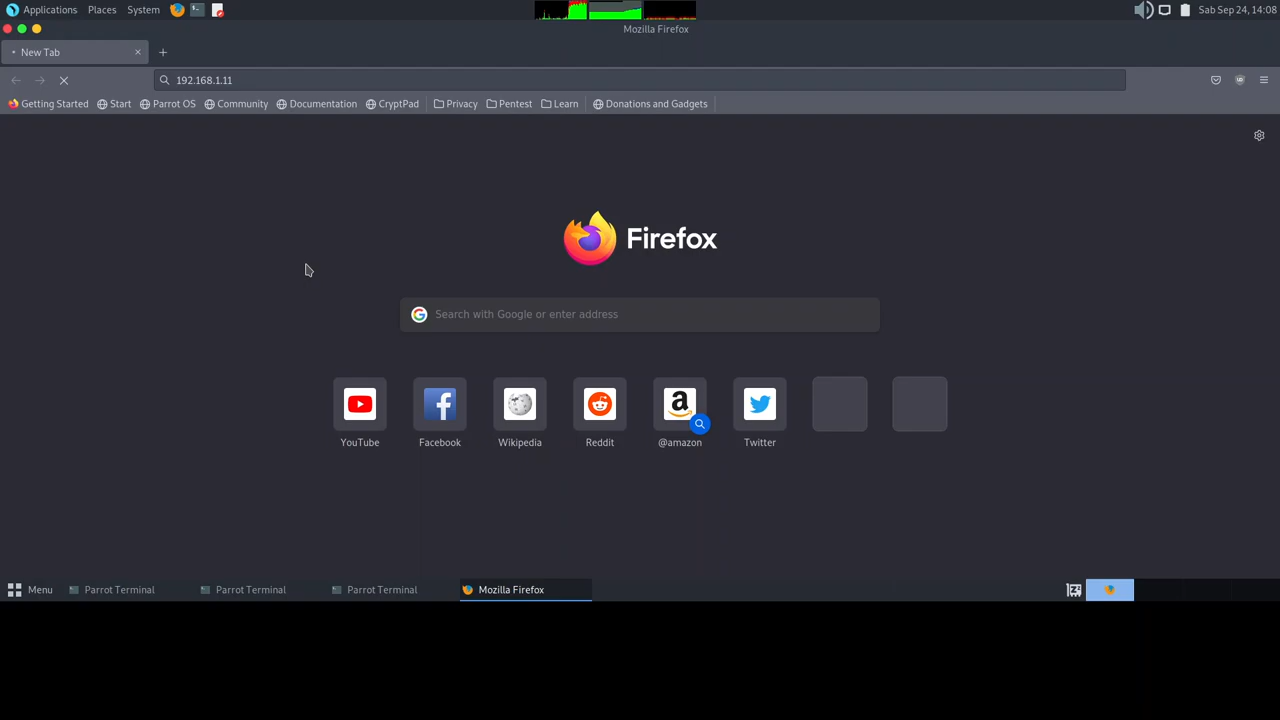 Applications Places System Sab Sep 24, 14:08
Mozilla Firefox
New Tab
192.168.1.11
Getting Started Start Parrot OS Community Documentation CryptPad Privacy Pentest Learn Donations and Gadgets
Firefox
Search with Google or enter address
YouTube Facebook Wikipedia Reddit @amazon Twitter
Menu Parrot Terminal Parrot Terminal Parrot Terminal Mozilla Firefox